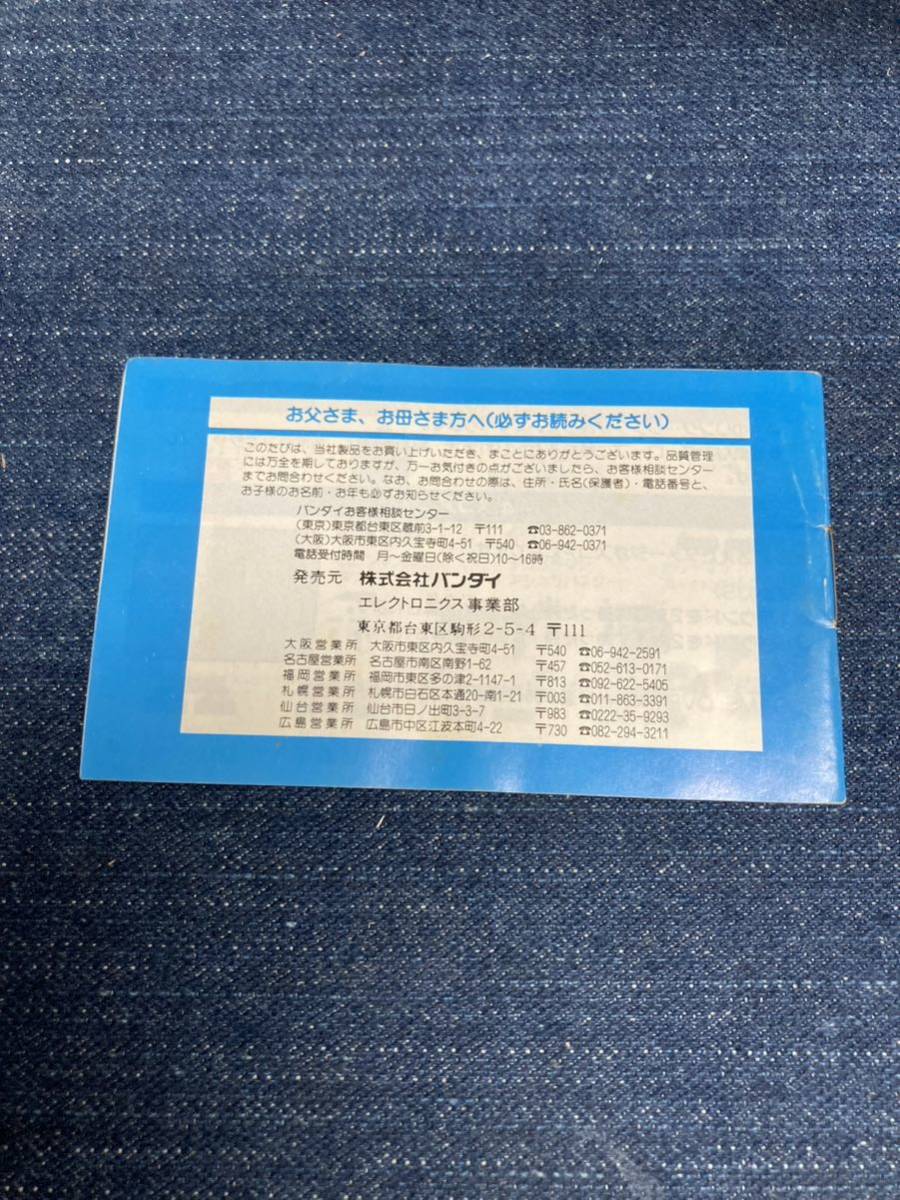 お父さま、お母さま方へ(必ずお読みください)
このたびは、当社製品をお買い上げいただき、まことにありがとうございます。品質管理
には万全を期しておりますが、万一お気付きの点がございましたら、お客様相談センター
までお問合わせください。なお、お問合わせの際は、住所・氏名(保護者)・電話番号と、
お子様のお名前・お年も必ずお知らせください。
バンダイお客様相談センター
(東京)東京都台東区蔵前3-1-12 〒111 ☎03-862-0371
(大阪)大阪市東区内久宝寺町4-51 〒540 ☎06-942-0371
電話受付時間 月〜金曜日(除く祝日)10〜16時
発売元 株式会社バンダイ
エレクトロニクス事業部
東京都台東区駒形2-5-4 〒111
大阪営業所 大阪市東区内久宝寺町4-51 〒540 ☎06-942-2591
名古屋営業所 名古屋市南区南野1-62 〒457 ☎052-613-0171
福岡営業所 福岡市東区多の津2-1147-1 〒813 ☎092-622-5405
札幌営業所 札幌市白石区本通20-南1-21 〒003 ☎011-863-3391
仙台営業所 仙台市日ノ出町3-3-7 〒983 ☎0222-35-9293
広島営業所 広島市中区江波本町4-22 〒730 ☎082-294-3211